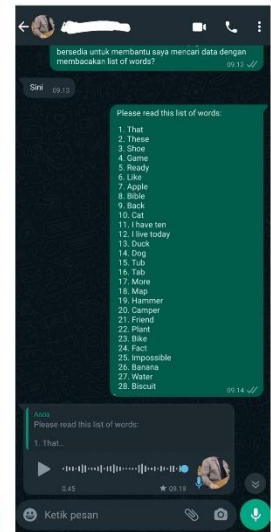 bersedia untuk membantu saya mencari data dengan
membacakan list of words?
09.12
Sini 09.13
Please read this list of words:
1. That
2. These
3. Shoe
4. Game
5. Ready
6. Like
7. Apple
8. Bible
9. Back
10. Cat
11. I have ten
12. I live today
13. Duck
14. Dog
15. Tub
16. Tab
17. More
18. Map
19. Hammer
20. Camper
21. Friend
22. Plant
23. Bike
24. Fact
25. Impossible
26. Banana
27. Water
28. Biscuit
09.14
Anda
Please read this list of words:
1. That...
0.45 09.19
Ketik pesan